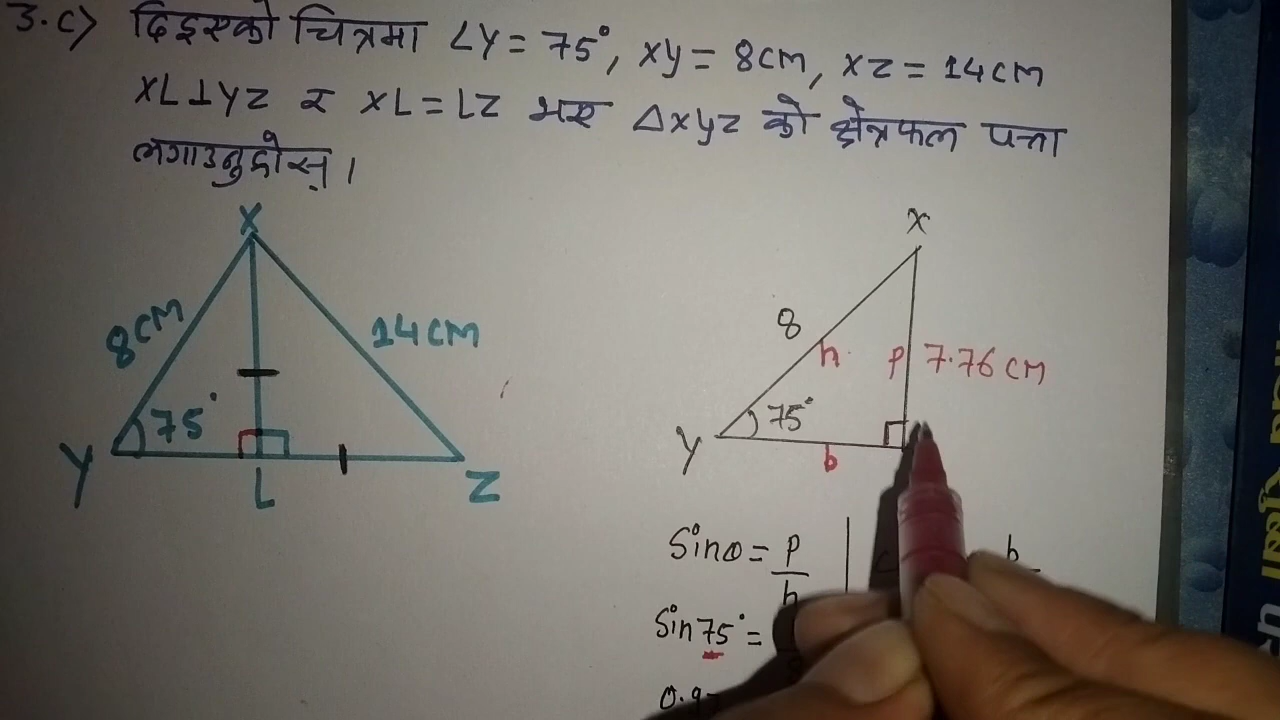 3.c> दिइएको चित्रमा ∠Y = 75°, XY = 8cm, XZ = 14cm
XL⊥YZ र XL = LZ भए ΔXYZ को क्षेत्रफल पत्ता
लगाउनुहोस् ।
X
8cm
14cm
75°
Y
L
Z
X
8
h
p
7.76 cm
75°
Y
b
Sinθ = p/h
b
Sin75° =